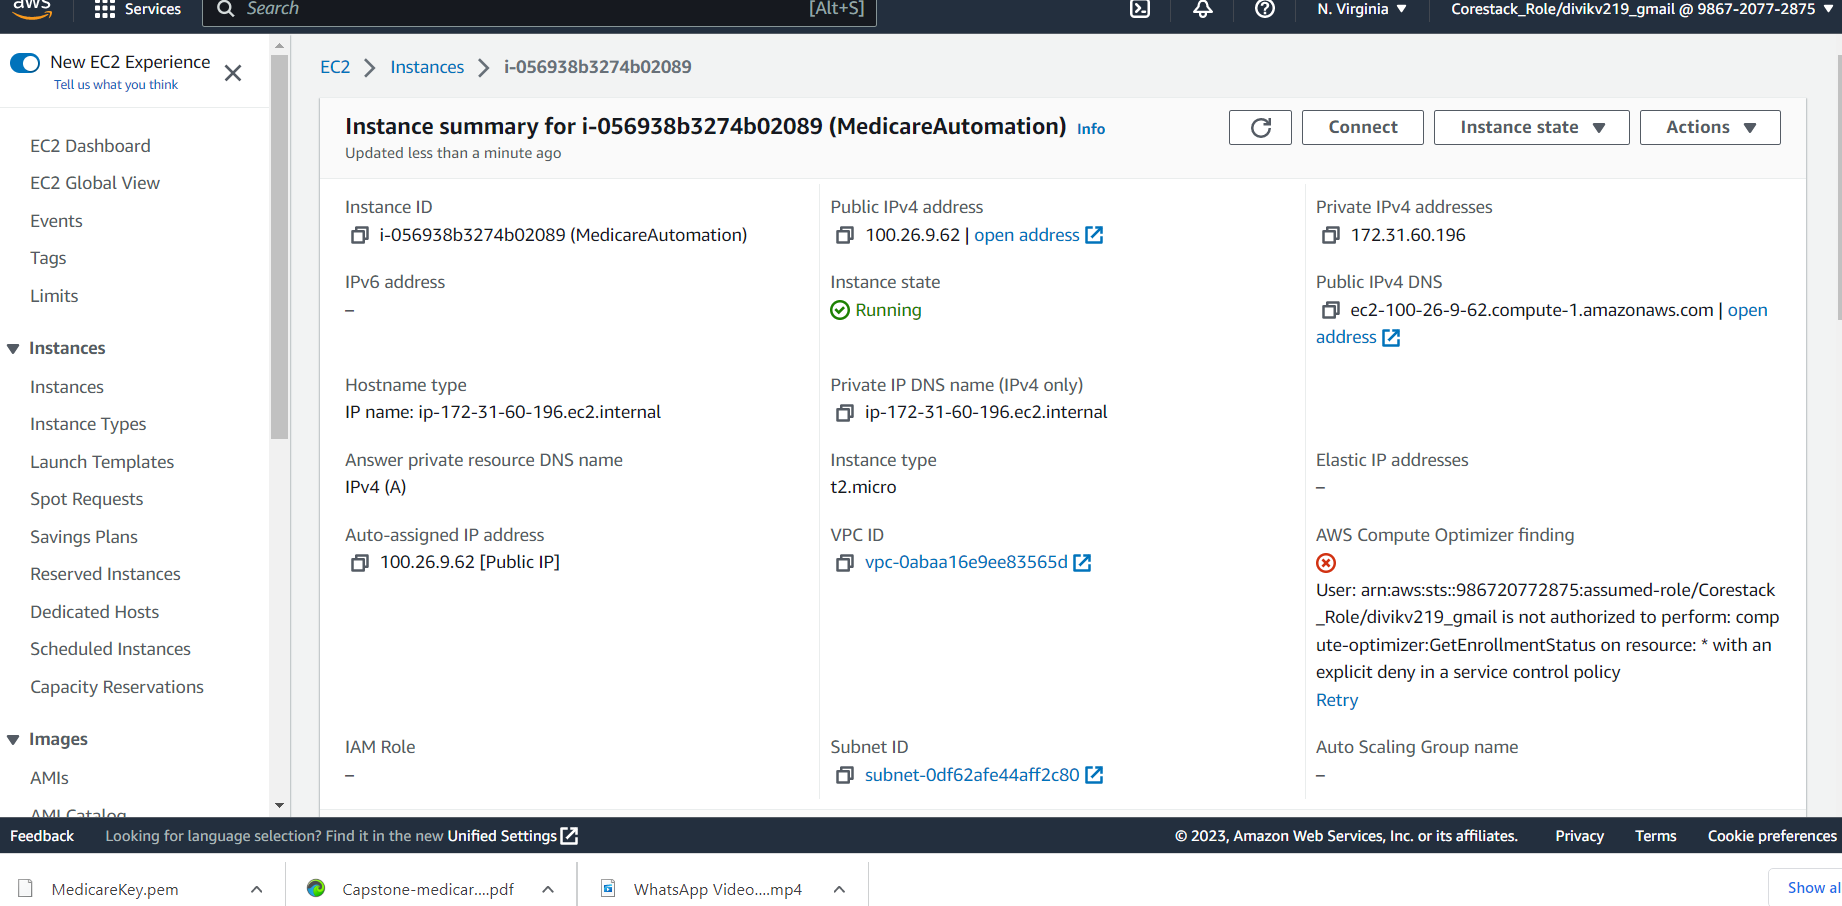 aws
Services
Search
[Alt+S]
N. Virginia
Corestack_Role/divikv219_gmail @ 9867-2077-2875
New EC2 Experience
Tell us what you think
EC2 Dashboard
EC2 Global View
Events
Tags
Limits
Instances
Instances
Instance Types
Launch Templates
Spot Requests
Savings Plans
Reserved Instances
Dedicated Hosts
Scheduled Instances
Capacity Reservations
Images
AMIs
AMI Catalog
EC2 > Instances > i-056938b3274b02089
Instance summary for i-056938b3274b02089 (MedicareAutomation) Info
Updated less than a minute ago
Connect
Instance state
Actions
Instance ID
i-056938b3274b02089 (MedicareAutomation)
Public IPv4 address
100.26.9.62 | open address
Private IPv4 addresses
172.31.60.196
IPv6 address
–
Instance state
Running
Public IPv4 DNS
ec2-100-26-9-62.compute-1.amazonaws.com | open
address
Hostname type
IP name: ip-172-31-60-196.ec2.internal
Private IP DNS name (IPv4 only)
ip-172-31-60-196.ec2.internal
Answer private resource DNS name
IPv4 (A)
Instance type
t2.micro
Elastic IP addresses
–
Auto-assigned IP address
100.26.9.62 [Public IP]
VPC ID
vpc-0abaa16e9ee83565d
AWS Compute Optimizer finding
User: arn:aws:sts::986720772875:assumed-role/Corestack
_Role/divikv219_gmail is not authorized to perform: comp
ute-optimizer:GetEnrollmentStatus on resource: * with an
explicit deny in a service control policy
Retry
IAM Role
–
Subnet ID
subnet-0df62afe44aff2c80
Auto Scaling Group name
–
Feedback
Looking for language selection? Find it in the new Unified Settings
© 2023, Amazon Web Services, Inc. or its affiliates.
Privacy
Terms
Cookie preferences
MedicareKey.pem
Capstone-medicar....pdf
WhatsApp Video....mp4
Show al